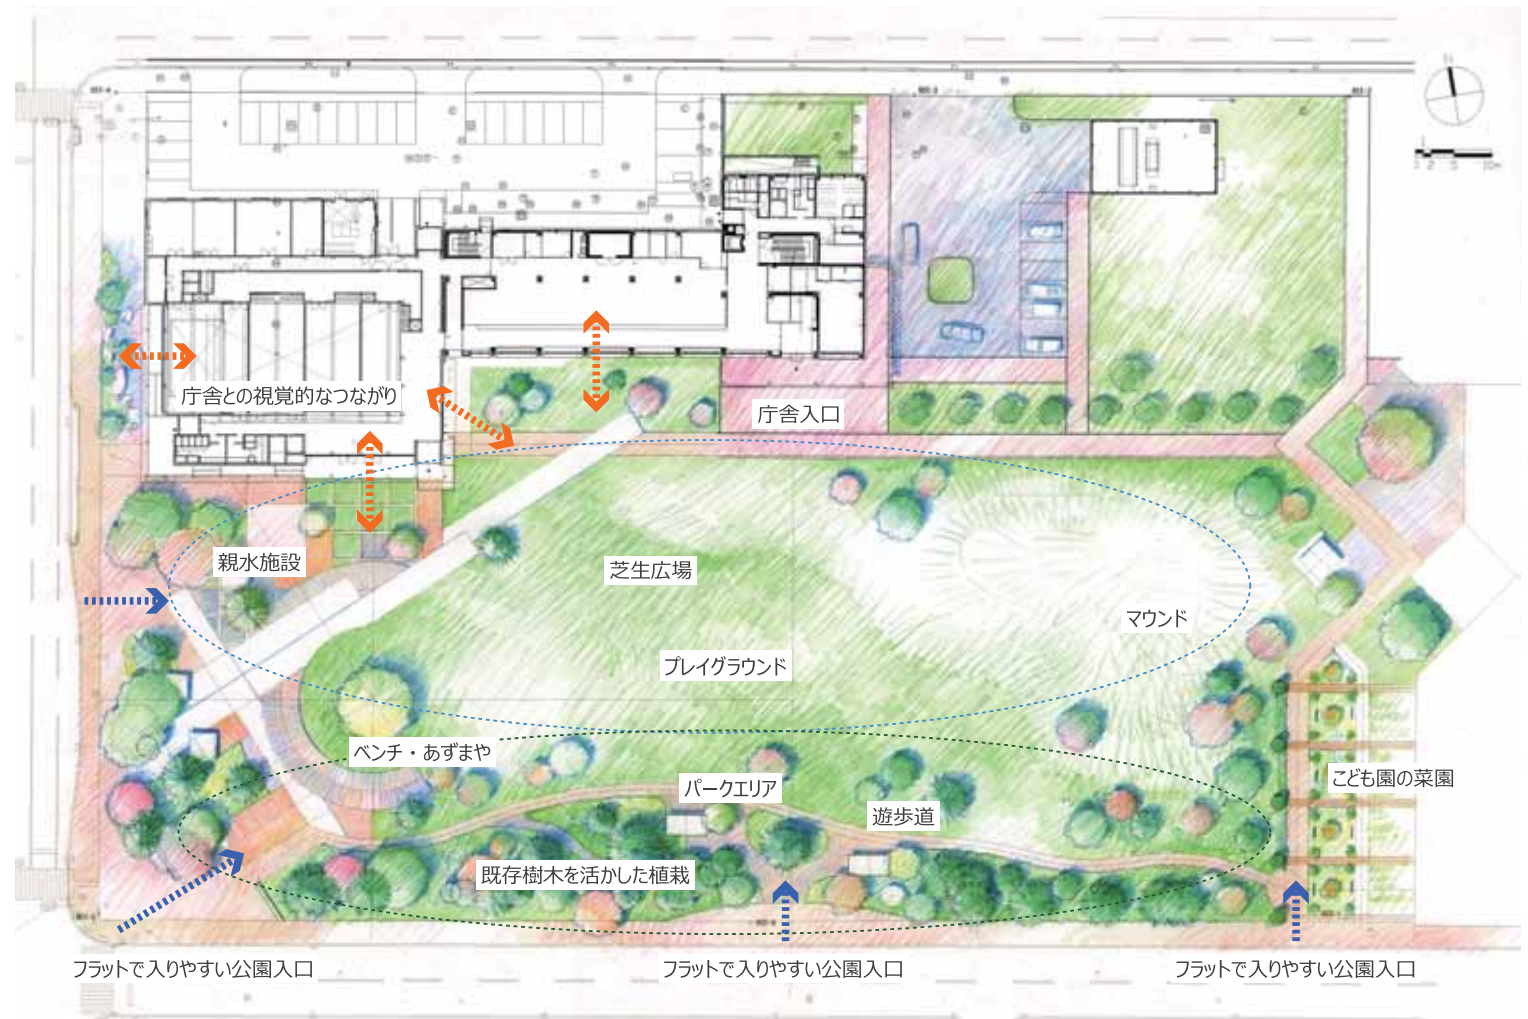 N
庁舎との視覚的なつながり
庁舎入口
親水施設
芝生広場
マウンド
プレイグラウンド
ベンチ・あずまや
パークエリア
こども園の菜園
遊歩道
既存樹木を活かした植栽
フラットで入りやすい公園入口
フラットで入りやすい公園入口
フラットで入りやすい公園入口